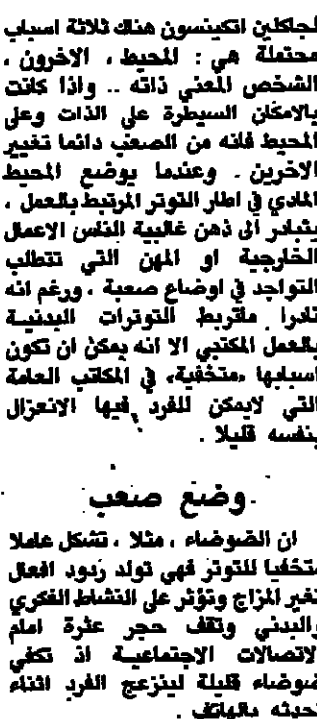 لجاكلين اتكينسون هناك ثلاثة اسباب
محتملة هي : المحيط ، الاخرون ،
الشخص المعني ذاته .. واذا كانت
بالامكان السيطرة على الذات وعلى
المحيط فانه من الصعب دائما تغيير
الاخرين . وعندما يوضع المحيط
المادي في اطار التوتر المرتبط بالعمل ،
يتبادر الى ذهن غالبية الناس الاعمال
الخارجية او المهن التي تتطلب
التواجد في اوضاع صعبة ، ورغم انه
نادرا ماتربط التوترات البدنية
بالعمل المكتبي الا انه يمكن ان تكون
اسبابها «متخفية» في المكاتب العامة
التي لايمكن للفرد فيها الانعزال
بنفسه قليلا .
وضع صعب
ان الضوضاء ، مثلا ، تشكل عاملا
متخفيا للتوتر فهي تولد ردود افعال
تغير المزاج وتؤثر على النشاط الفكري
والبدني وتقف حجر عثرة امام
الاتصالات الاجتماعية اذ تكفي
ضوضاء قليلة لينزعج الفرد اثناء
تحدثه بالهاتف .